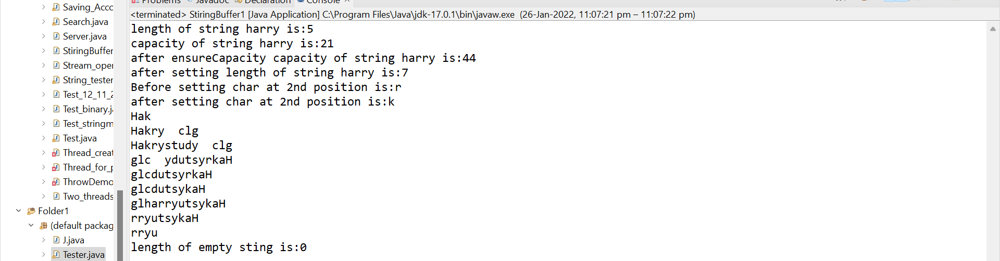 Problems Javadoc Declaration Console
<terminated> StiringBuffer1 [Java Application] C:\Program Files\Java\jdk-17.0.1\bin\javaw.exe (26-Jan-2022, 11:07:21 pm – 11:07:22 pm)
Saving_Acco
Search.java
Server.java
StiringBuffer
Stream_oper
String_tester
Test_12_11_2
Test_binary.ja
Test_stringm
Test.java
Thread_creat
Thread_for_p
ThrowDemo
Two_threads
Folder1
(default packag
J.java
Tester.java
length of string harry is:5
capacity of string harry is:21
after ensureCapacity capacity of string harry is:44
after setting length of string harry is:7
Before setting char at 2nd position is:r
after setting char at 2nd position is:k
Hak
Hakry  clg
Hakrystudy  clg
glc  ydutsyrkaH
glcdutsyrkaH
glcdutsykaH
glharryutsykaH
rryutsykaH
rryu
length of empty sting is:0